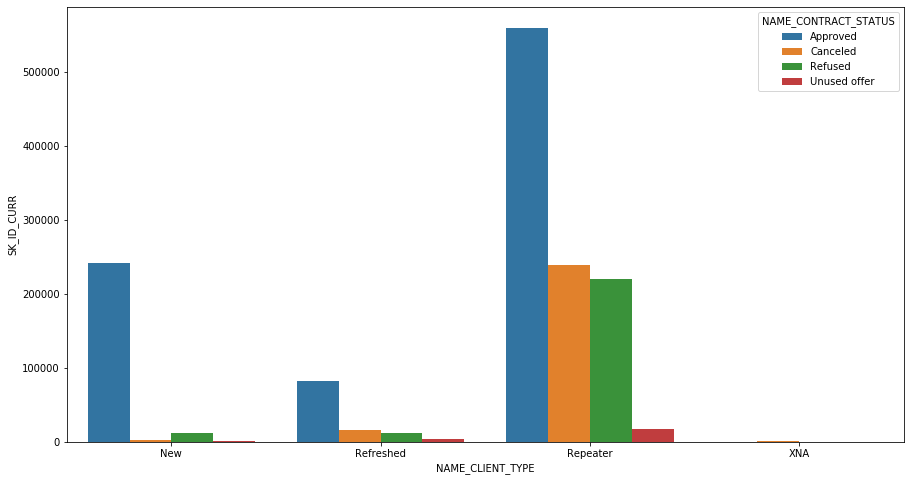 NAME_CONTRACT_STATUS
Approved
Canceled
Refused
Unused offer
500000
400000
300000
200000
100000
0
SK_ID_CURR
New
Refreshed
Repeater
XNA
NAME_CLIENT_TYPE